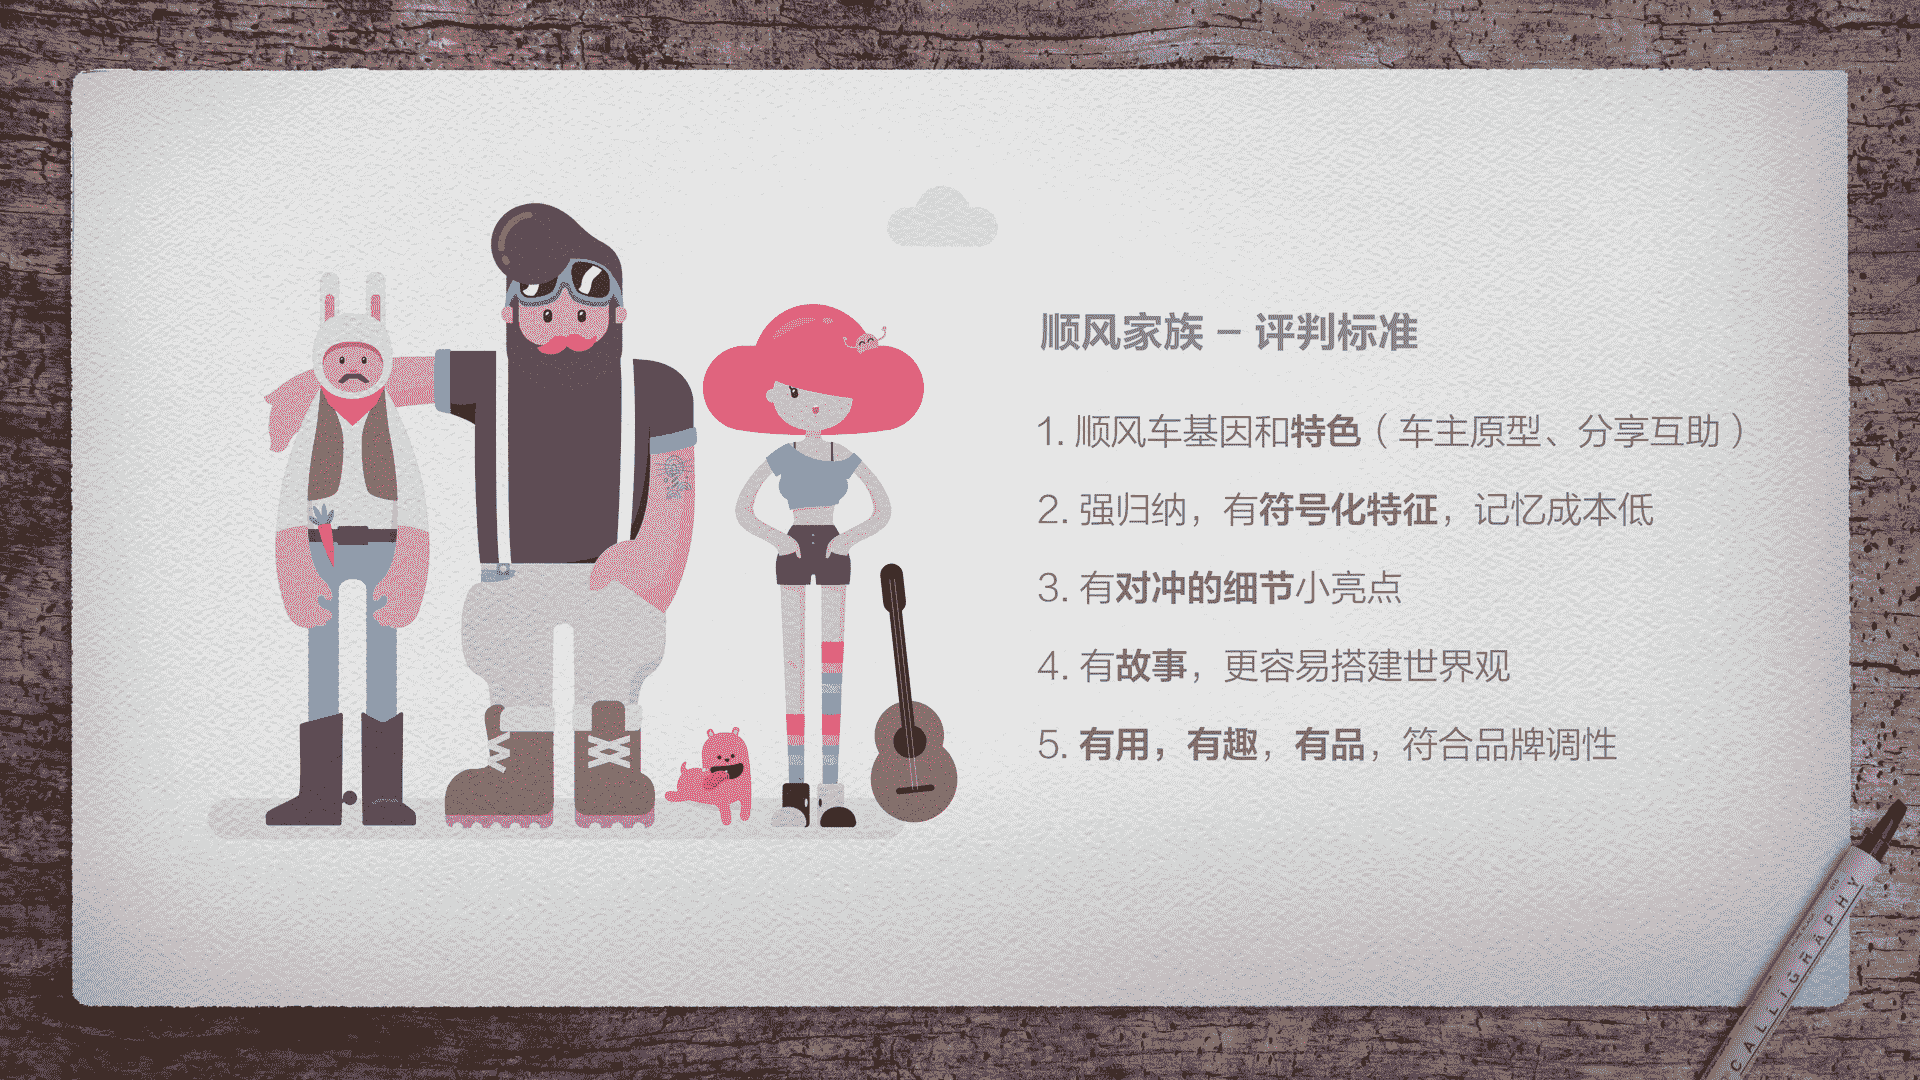 顺风家族 – 评判标准
1. 顺风车基因和特色（车主原型、分享互助）
2. 强归纳，有符号化特征，记忆成本低
3. 有对冲的细节小亮点
4. 有故事，更容易搭建世界观
5. 有用，有趣，有品，符合品牌调性
CALLIGRAPHY